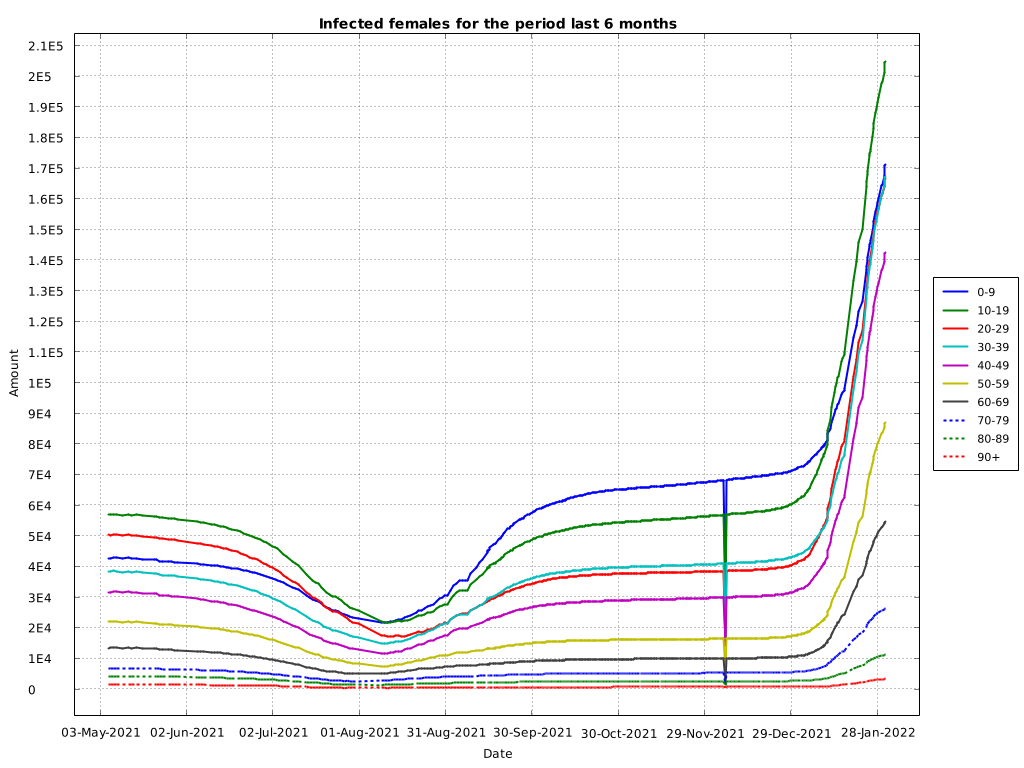 Infected females for the period last 6 months
2.1E5
2E5
1.9E5
1.8E5
1.7E5
1.6E5
1.5E5
1.4E5
1.3E5
1.2E5
1.1E5
1E5
9E4
8E4
7E4
6E4
5E4
4E4
3E4
2E4
1E4
0
Amount
03-May-2021 02-Jun-2021 02-Jul-2021 01-Aug-2021 31-Aug-2021 30-Sep-2021 30-Oct-2021 29-Nov-2021 29-Dec-2021 28-Jan-2022
Date
0-9
10-19
20-29
30-39
40-49
50-59
60-69
70-79
80-89
90+